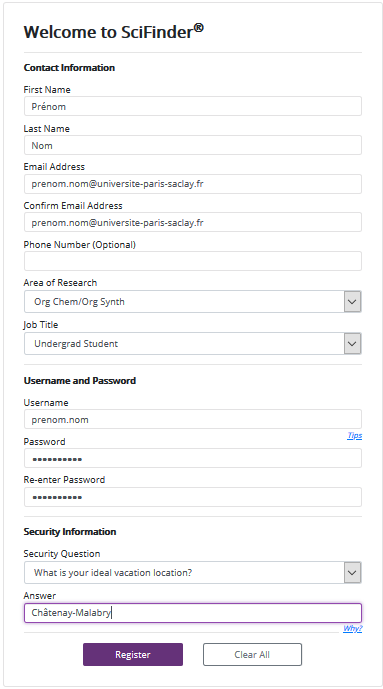 Welcome to SciFinder®
Contact Information
First Name
Prénom
Last Name
Nom
Email Address
prenom.nom@universite-paris-saclay.fr
Confirm Email Address
prenom.nom@universite-paris-saclay.fr
Phone Number (Optional)
Area of Research
Org Chem/Org Synth
Job Title
Undergrad Student
Username and Password
Username
prenom.nom
Tips
Password
••••••••••
Re-enter Password
••••••••••
Security Information
Security Question
What is your ideal vacation location?
Answer
Châtenay-Malabry
Why?
Register Clear All